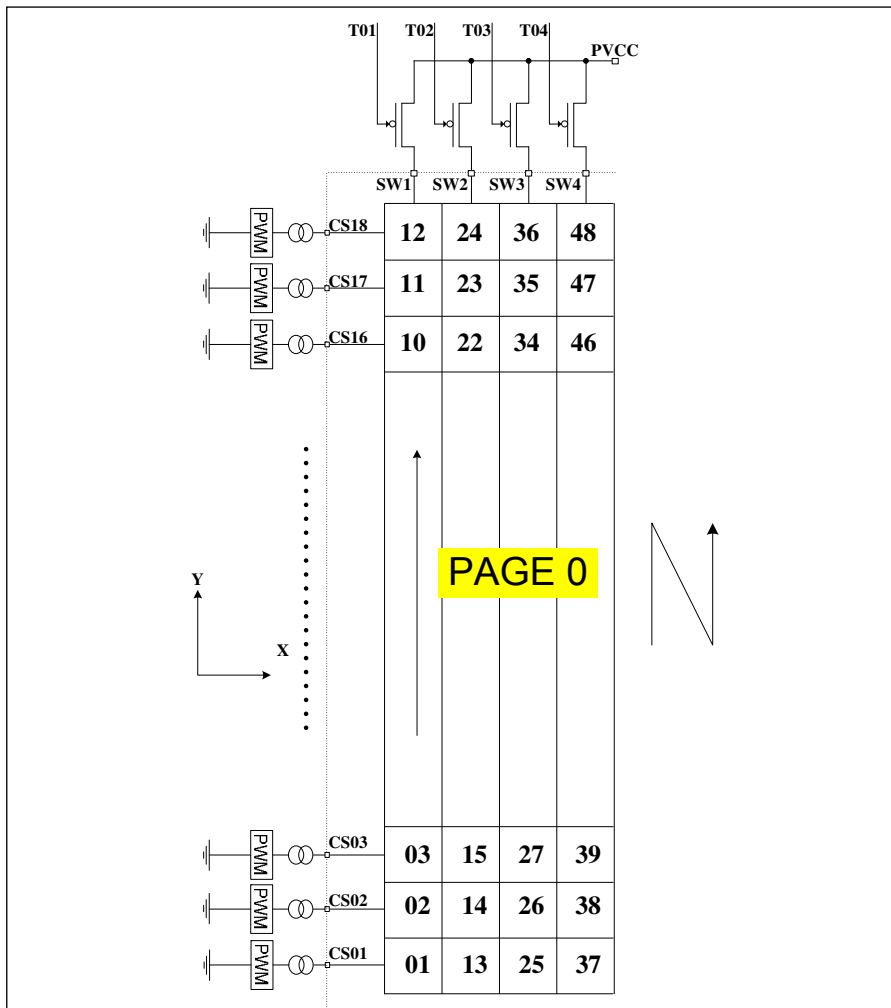 T01 T02 T03 T04
PVCC
SW1 SW2 SW3 SW4
PWM CS18 12 24 36 48
PWM CS17 11 23 35 47
PWM CS16 10 22 34 46
PAGE 0
Y
X
PWM CS03 03 15 27 39
PWM CS02 02 14 26 38
PWM CS01 01 13 25 37